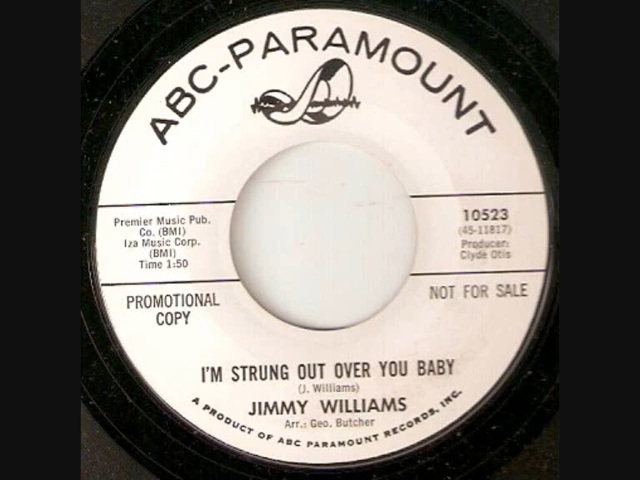 ABC-PARAMOUNT
Premier Music Pub.
Co. (BMI)
Iza Music Corp.
(BMI)
Time 1:50
10523
(45-11817)
Producer:
Clyde Otis
PROMOTIONAL
COPY
NOT FOR SALE
I'M STRUNG OUT OVER YOU BABY
(J. Williams)
JIMMY WILLIAMS
Arr.: Geo. Butcher
A PRODUCT OF ABC PARAMOUNT RECORDS, INC.